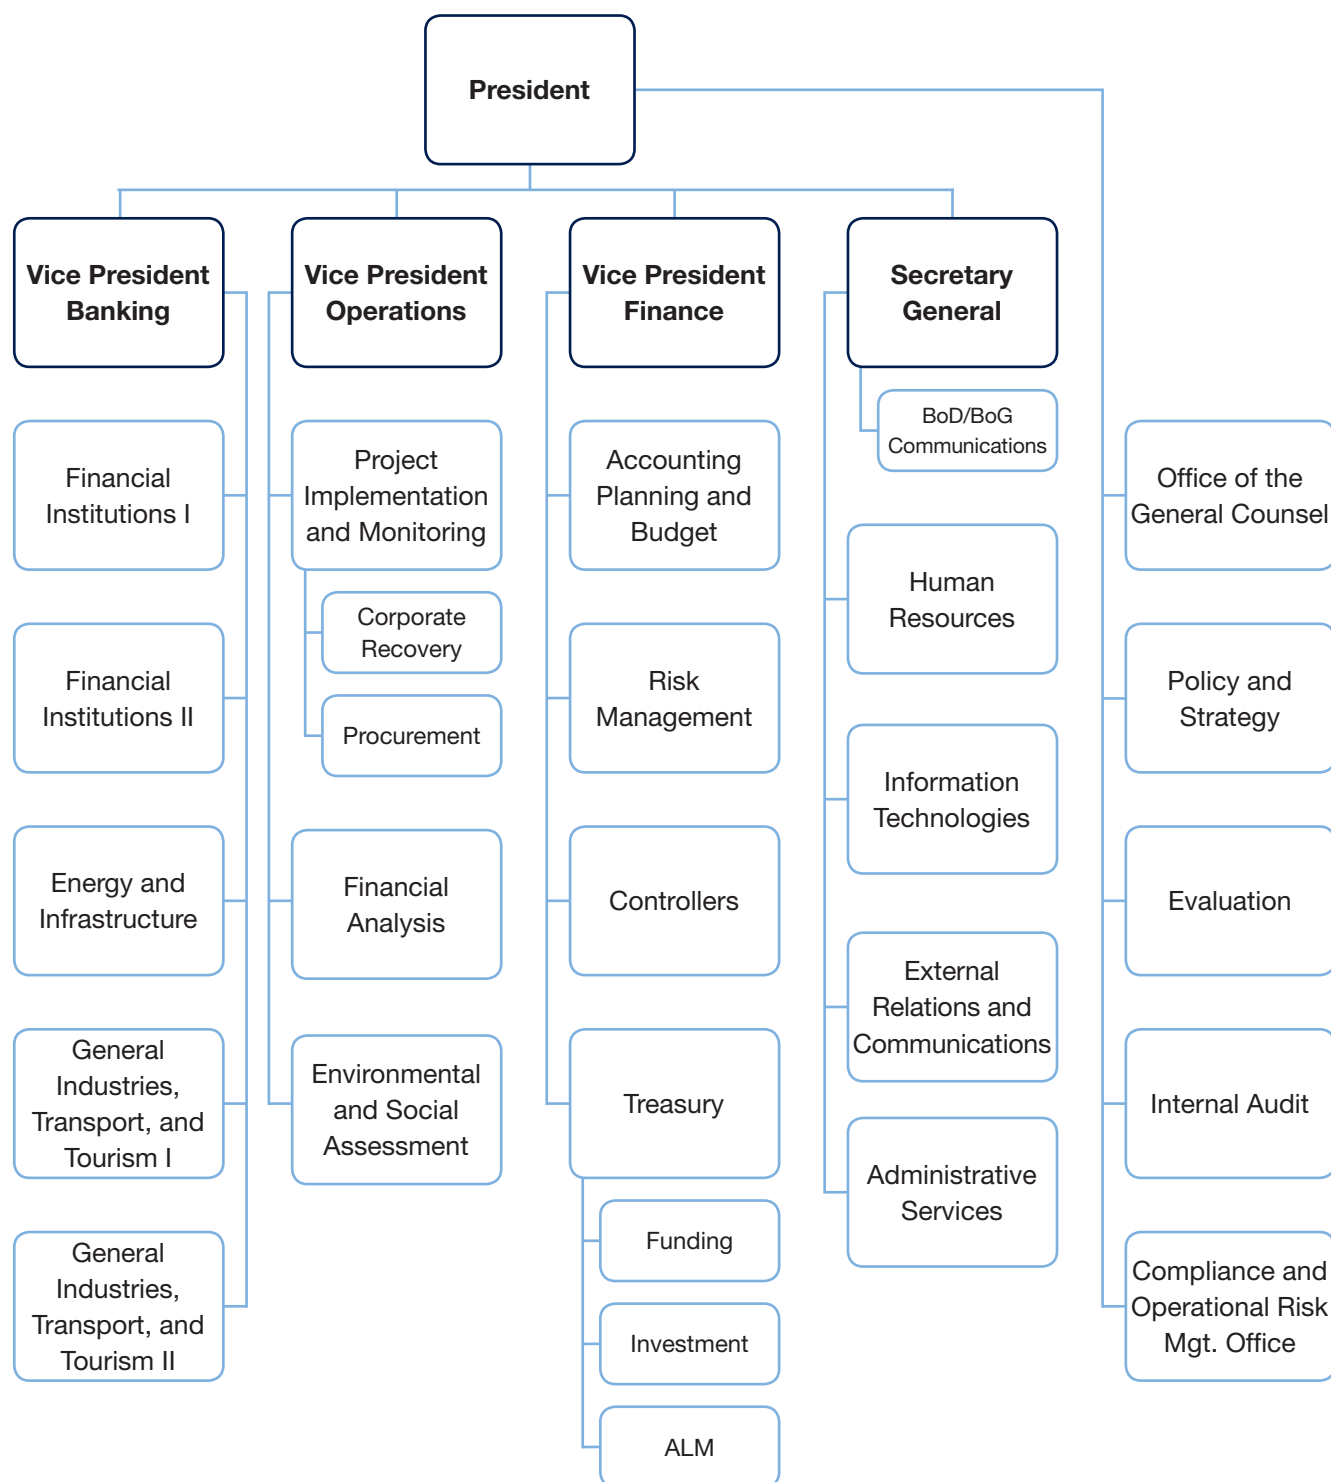 President
Vice President
Banking
Vice President
Operations
Vice President
Finance
Secretary
General
Financial
Institutions I
Financial
Institutions II
Energy and
Infrastructure
General
Industries,
Transport, and
Tourism I
General
Industries,
Transport, and
Tourism II
Project
Implementation
and Monitoring
Corporate
Recovery
Procurement
Financial
Analysis
Environmental
and Social
Assessment
Accounting
Planning and
Budget
Risk
Management
Controllers
Treasury
Funding
Investment
ALM
BoD/BoG
Communications
Human
Resources
Information
Technologies
External
Relations and
Communications
Administrative
Services
Office of the
General Counsel
Policy and
Strategy
Evaluation
Internal Audit
Compliance and
Operational Risk
Mgt. Office